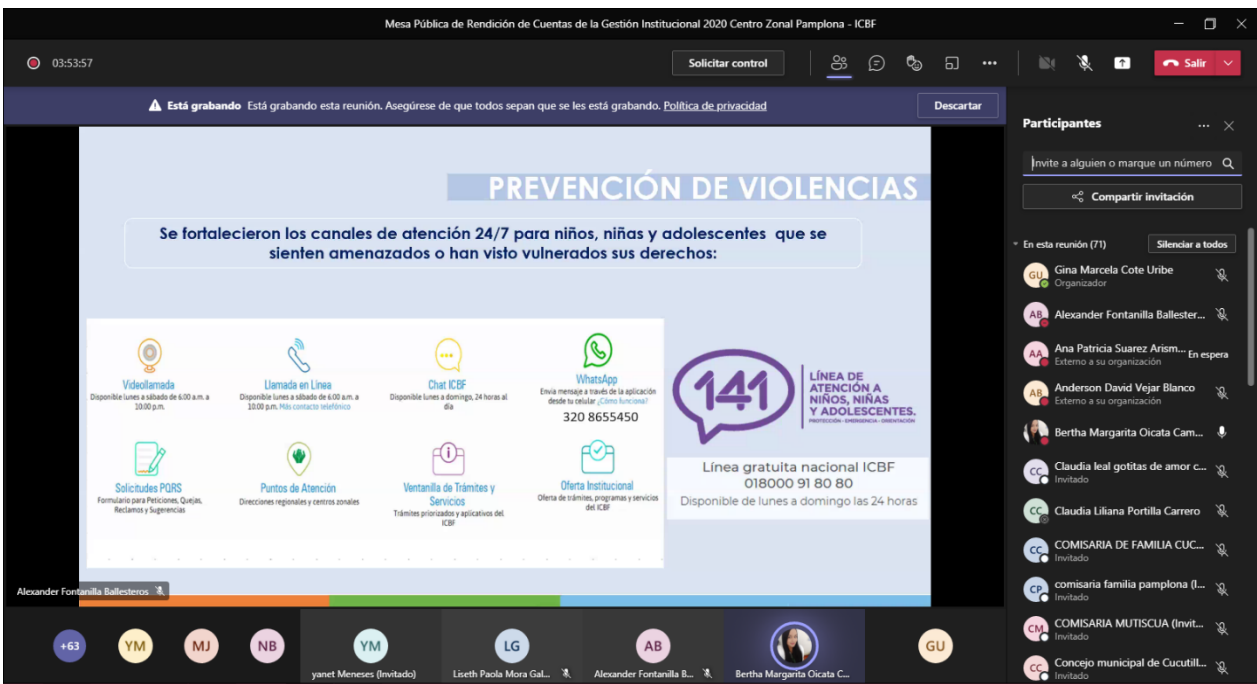 Mesa Pública de Rendición de Cuentas de la Gestión Institucional 2020 Centro Zonal Pamplona - ICBF
03:53:57
Solicitar control
Salir
Está grabando Está grabando esta reunión. Asegúrese de que todos sepan que se les está grabando. Política de privacidad
Descartar
PREVENCIÓN DE VIOLENCIAS
Se fortalecieron los canales de atención 24/7 para niños, niñas y adolescentes que se
sienten amenazados o han visto vulnerados sus derechos:
Videollamada
Disponible lunes a sábado de 6:00 a.m. a
10:00 p.m.
Llamada en Línea
Disponible lunes a sábado de 6:00 a.m. a
10:00 p.m. Más contacto telefónico
Chat ICBF
Disponible lunes a domingo, 24 horas al
día
WhatsApp
Envia mensaje a través de la aplicación
desde tu celular ¿Cómo funciona?
320 8655450
Solicitudes PQRS
Formulario para Peticiones, Quejas,
Reclamos y Sugerencias
Puntos de Atención
Direcciones regionales y centros zonales
Ventanilla de Trámites y
Servicios
Trámites priorizados y aplicativos del
ICBF
Oferta Institucional
Oferta de trámites, programas y servicios
del ICBF
141
LÍNEA DE
ATENCIÓN A
NIÑOS, NIÑAS
Y ADOLESCENTES.
PROTECCIÓN - EMERGENCIA - ORIENTACIÓN
Línea gratuita nacional ICBF
018000 91 80 80
Disponible de lunes a domingo las 24 horas
Alexander Fontanilla Ballesteros
+63
YM
MJ
NB
YM
yanet Meneses (Invitado)
LG
Liseth Paola Mora Gal...
AB
Alexander Fontanilla B...
Bertha Margarita Oicata C...
GU
Participantes
Invite a alguien o marque un número
Compartir invitación
En esta reunión (71)
Silenciar a todos
GU
Gina Marcela Cote Uribe
Organizador
AB
Alexander Fontanilla Ballester...
AA
Ana Patricia Suarez Arism...
En espera
Externo a su organización
AB
Anderson David Vejar Blanco
Externo a su organización
Bertha Margarita Oicata Cam...
CC
Claudia leal gotitas de amor c...
Invitado
CC
Claudia Liliana Portilla Carrero
CC
COMISARIA DE FAMILIA CUC...
Invitado
CP
comisaria familia pamplona (I...
Invitado
CM
COMISARIA MUTISCUA (Invit...
Invitado
CC
Concejo municipal de Cucutill...
Invitado